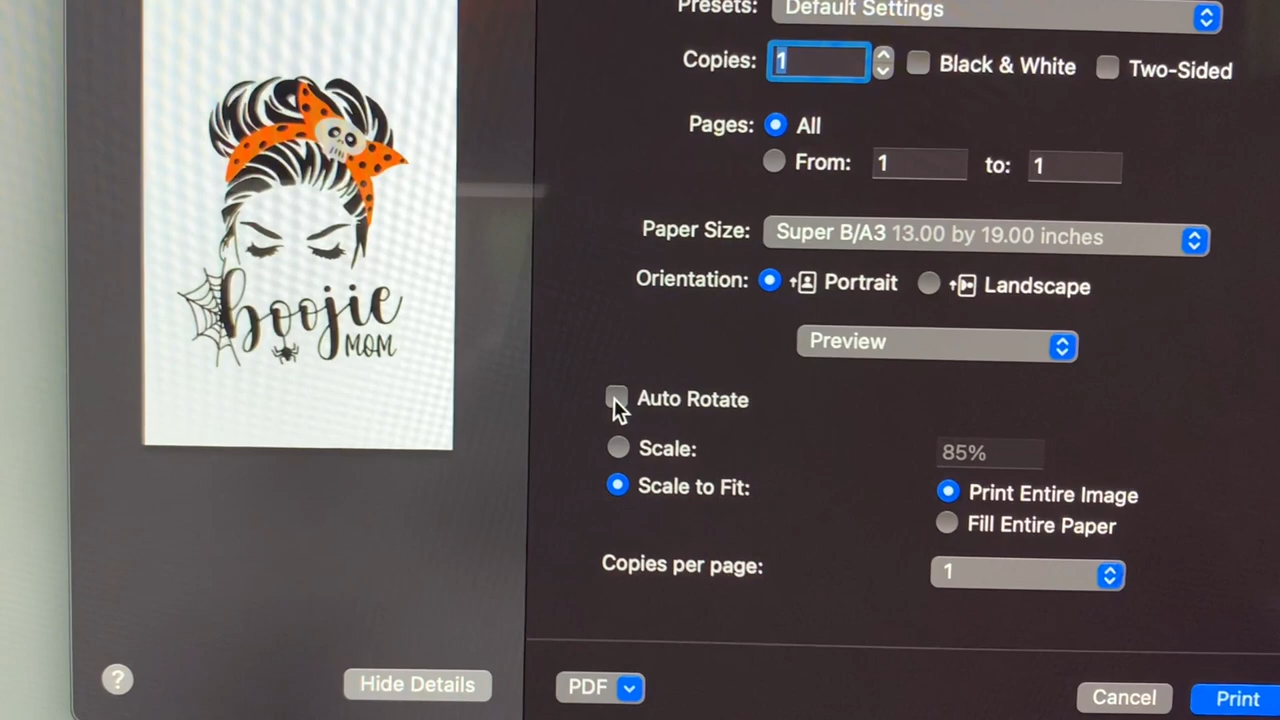 Presets: Default Settings
Copies: 1 Black & White Two-Sided
Pages: All
From: 1 to: 1
Paper Size: Super B/A3 13.00 by 19.00 inches
Orientation: Portrait Landscape
Preview
Auto Rotate
Scale: 85%
Scale to Fit: Print Entire Image
Fill Entire Paper
Copies per page: 1
boojie
MOM
? Hide Details PDF Cancel Print